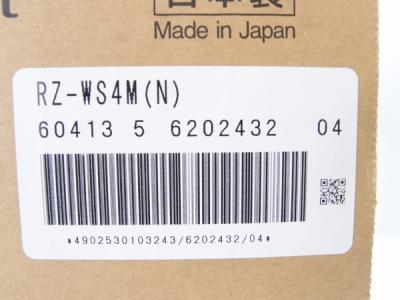 日本製
Made in Japan
RZ-WS4M(N)
60413 5 6202432 04
*4902530103243/6202432/04*